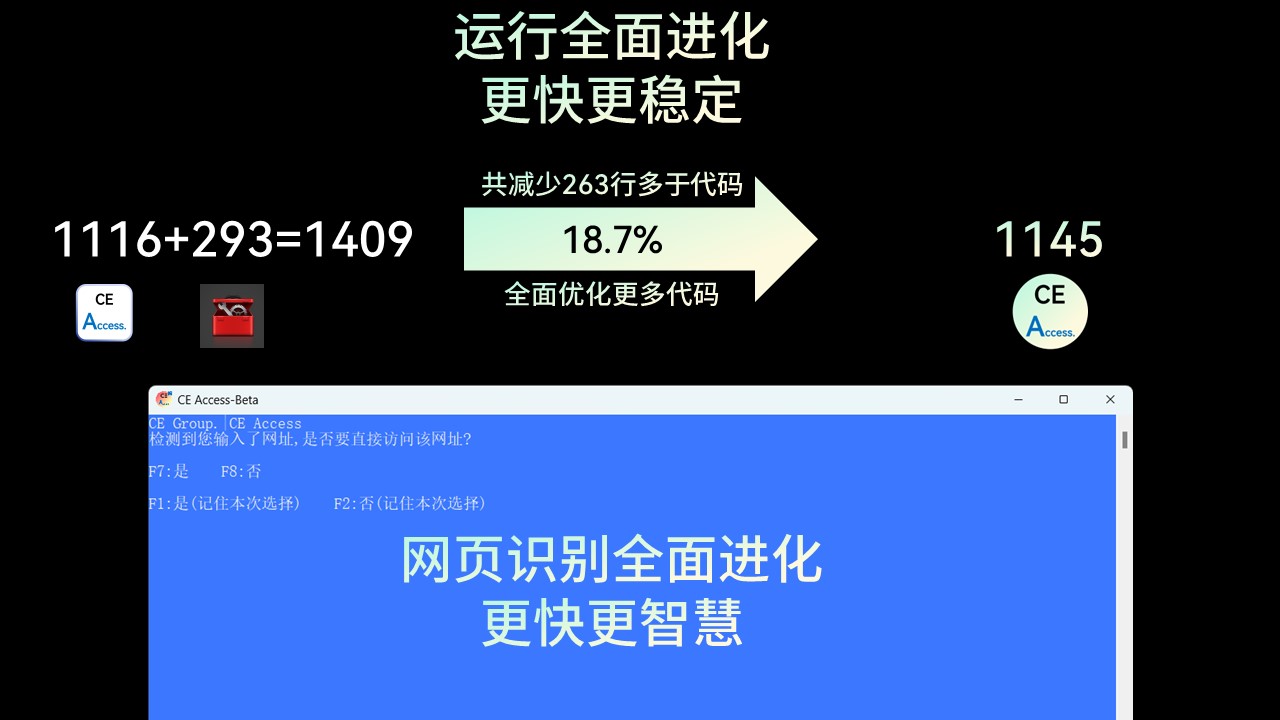 运行全面进化
更快更稳定
共减少263行多于代码
1116+293=1409
18.7%
1145
全面优化更多代码
CE
Access.
CE
Access.
CE Access-Beta
CE Group.|CE Access
检测到您输入了网址,是否要直接访问该网址?
F7:是    F8:否
F1:是(记住本次选择)    F2:否(记住本次选择)
网页识别全面进化
更快更智慧